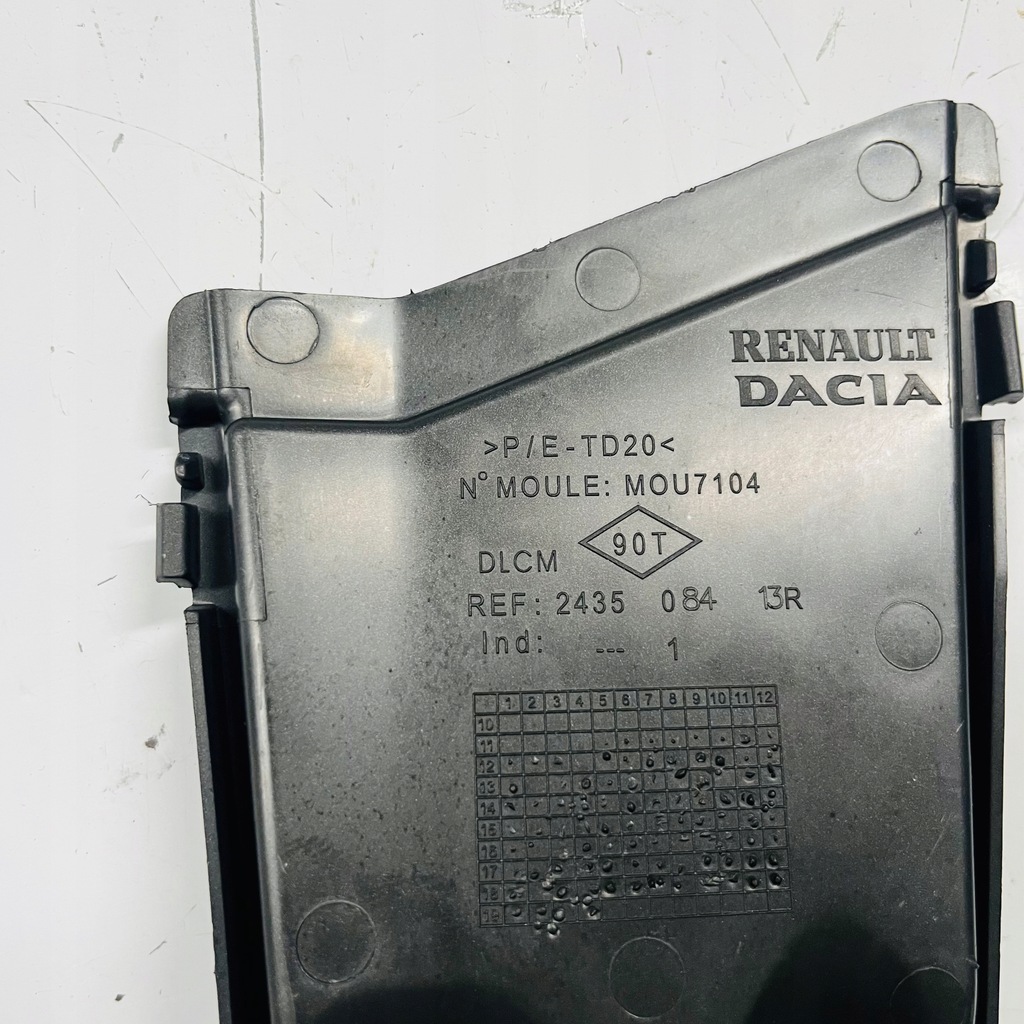 RENAULT
DACIA
>P/E-TD20<
N° MOULE: MOU7104
DLCM 90T
REF: 2435 084 13R
Ind: --- 1
1 2 3 4 5 6 7 8 9 10 11 12
10
11
12
13
14
15
16
17
18
19